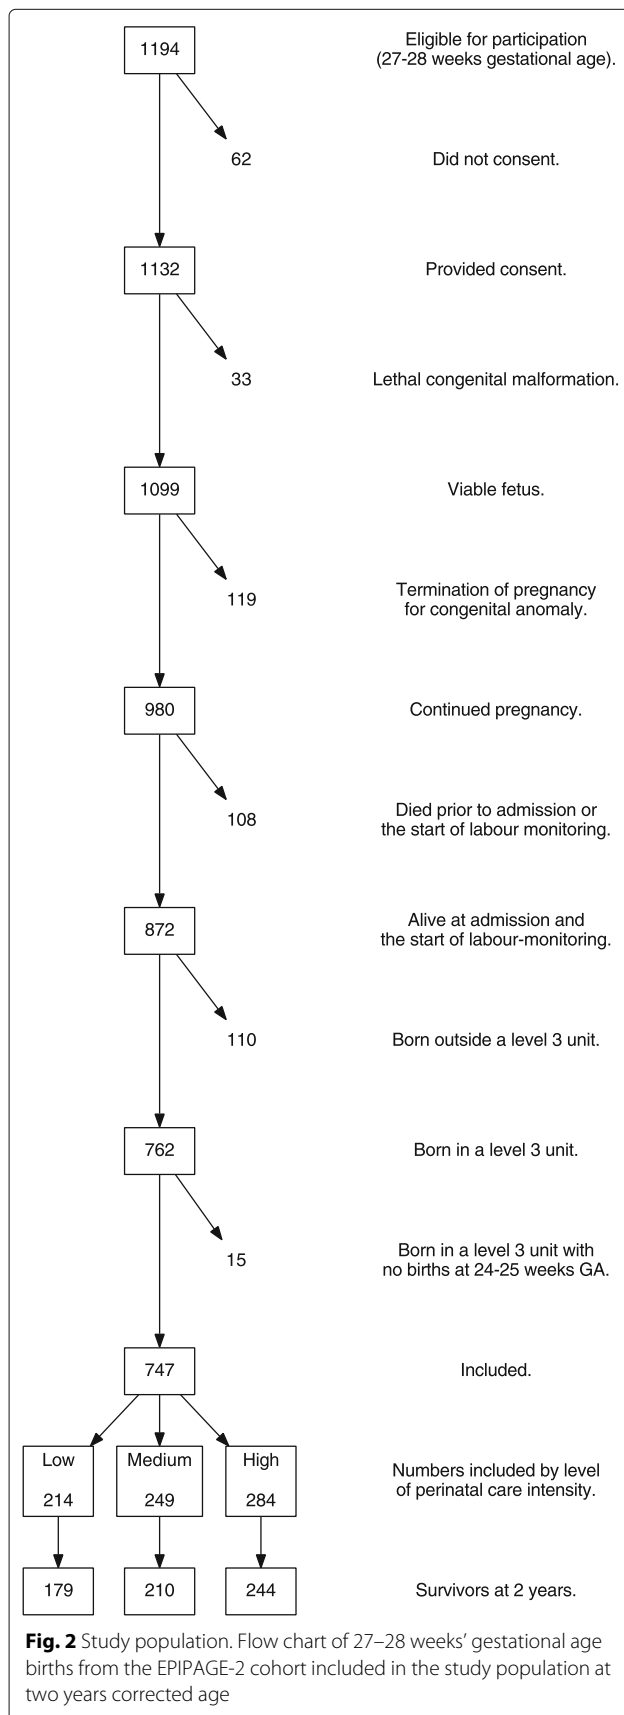 1194
Eligible for participation
(27-28 weeks gestational age).
62
Did not consent.
1132
Provided consent.
33
Lethal congenital malformation.
1099
Viable fetus.
119
Termination of pregnancy
for congenital anomaly.
980
Continued pregnancy.
108
Died prior to admission or
the start of labour monitoring.
872
Alive at admission and
the start of labour-monitoring.
110
Born outside a level 3 unit.
762
Born in a level 3 unit.
15
Born in a level 3 unit with
no births at 24-25 weeks GA.
747
Included.
Low
214
Medium
249
High
284
Numbers included by level
of perinatal care intensity.
179
210
244
Survivors at 2 years.
Fig. 2 Study population. Flow chart of 27–28 weeks’ gestational age
births from the EPIPAGE-2 cohort included in the study population at
two years corrected age